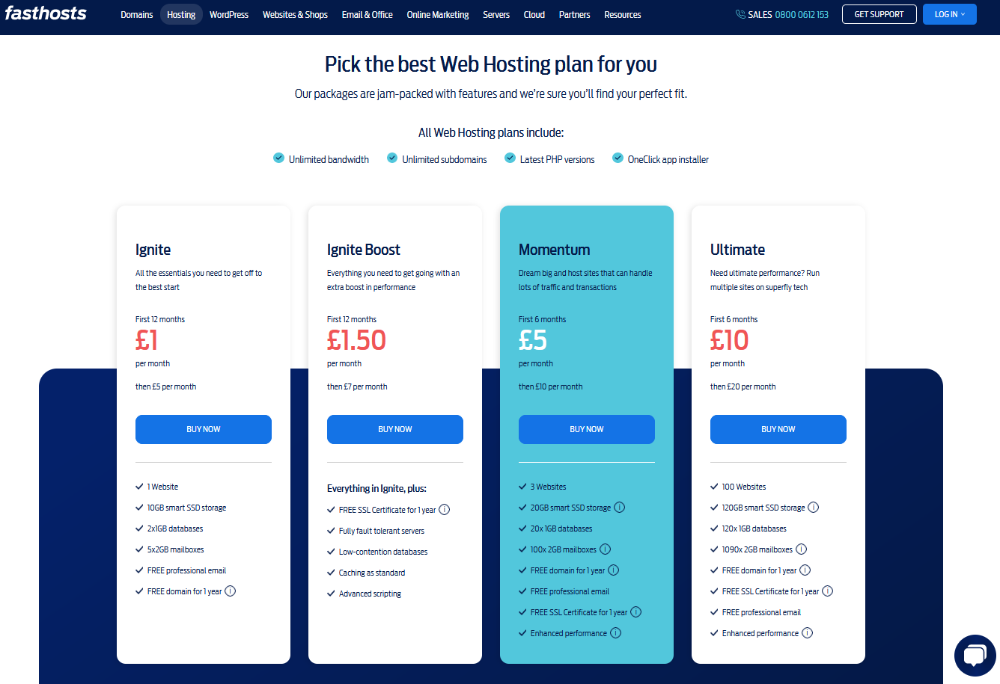 fasthosts
Domains Hosting WordPress Websites & Shops Email & Office Online Marketing Servers Cloud Partners Resources
SALES 0800 0612 153
GET SUPPORT
LOG IN
Pick the best Web Hosting plan for you
Our packages are jam-packed with features and we're sure you'll find your perfect fit.
All Web Hosting plans include:
Unlimited bandwidth
Unlimited subdomains
Latest PHP versions
OneClick app installer
Ignite
All the essentials you need to get off to
the best start
First 12 months
£1
per month
then £5 per month
BUY NOW
1 Website
10GB smart SSD storage
2x1GB databases
5x2GB mailboxes
FREE professional email
FREE domain for 1 year
Ignite Boost
Everything you need to get going with an
extra boost in performance
First 12 months
£1.50
per month
then £7 per month
BUY NOW
Everything in Ignite, plus:
FREE SSL Certificate for 1 year
Fully fault tolerant servers
Low-contention databases
Caching as standard
Advanced scripting
Momentum
Dream big and host sites that can handle
lots of traffic and transactions
First 6 months
£5
per month
then £10 per month
BUY NOW
3 Websites
20GB smart SSD storage
20x 1GB databases
100x 2GB mailboxes
FREE domain for 1 year
FREE professional email
FREE SSL Certificate for 1 year
Enhanced performance
Ultimate
Need ultimate performance? Run
multiple sites on superfly tech
First 6 months
£10
per month
then £20 per month
BUY NOW
100 Websites
120GB smart SSD storage
120x 1GB databases
1090x 2GB mailboxes
FREE domain for 1 year
FREE SSL Certificate for 1 year
FREE professional email
Enhanced performance